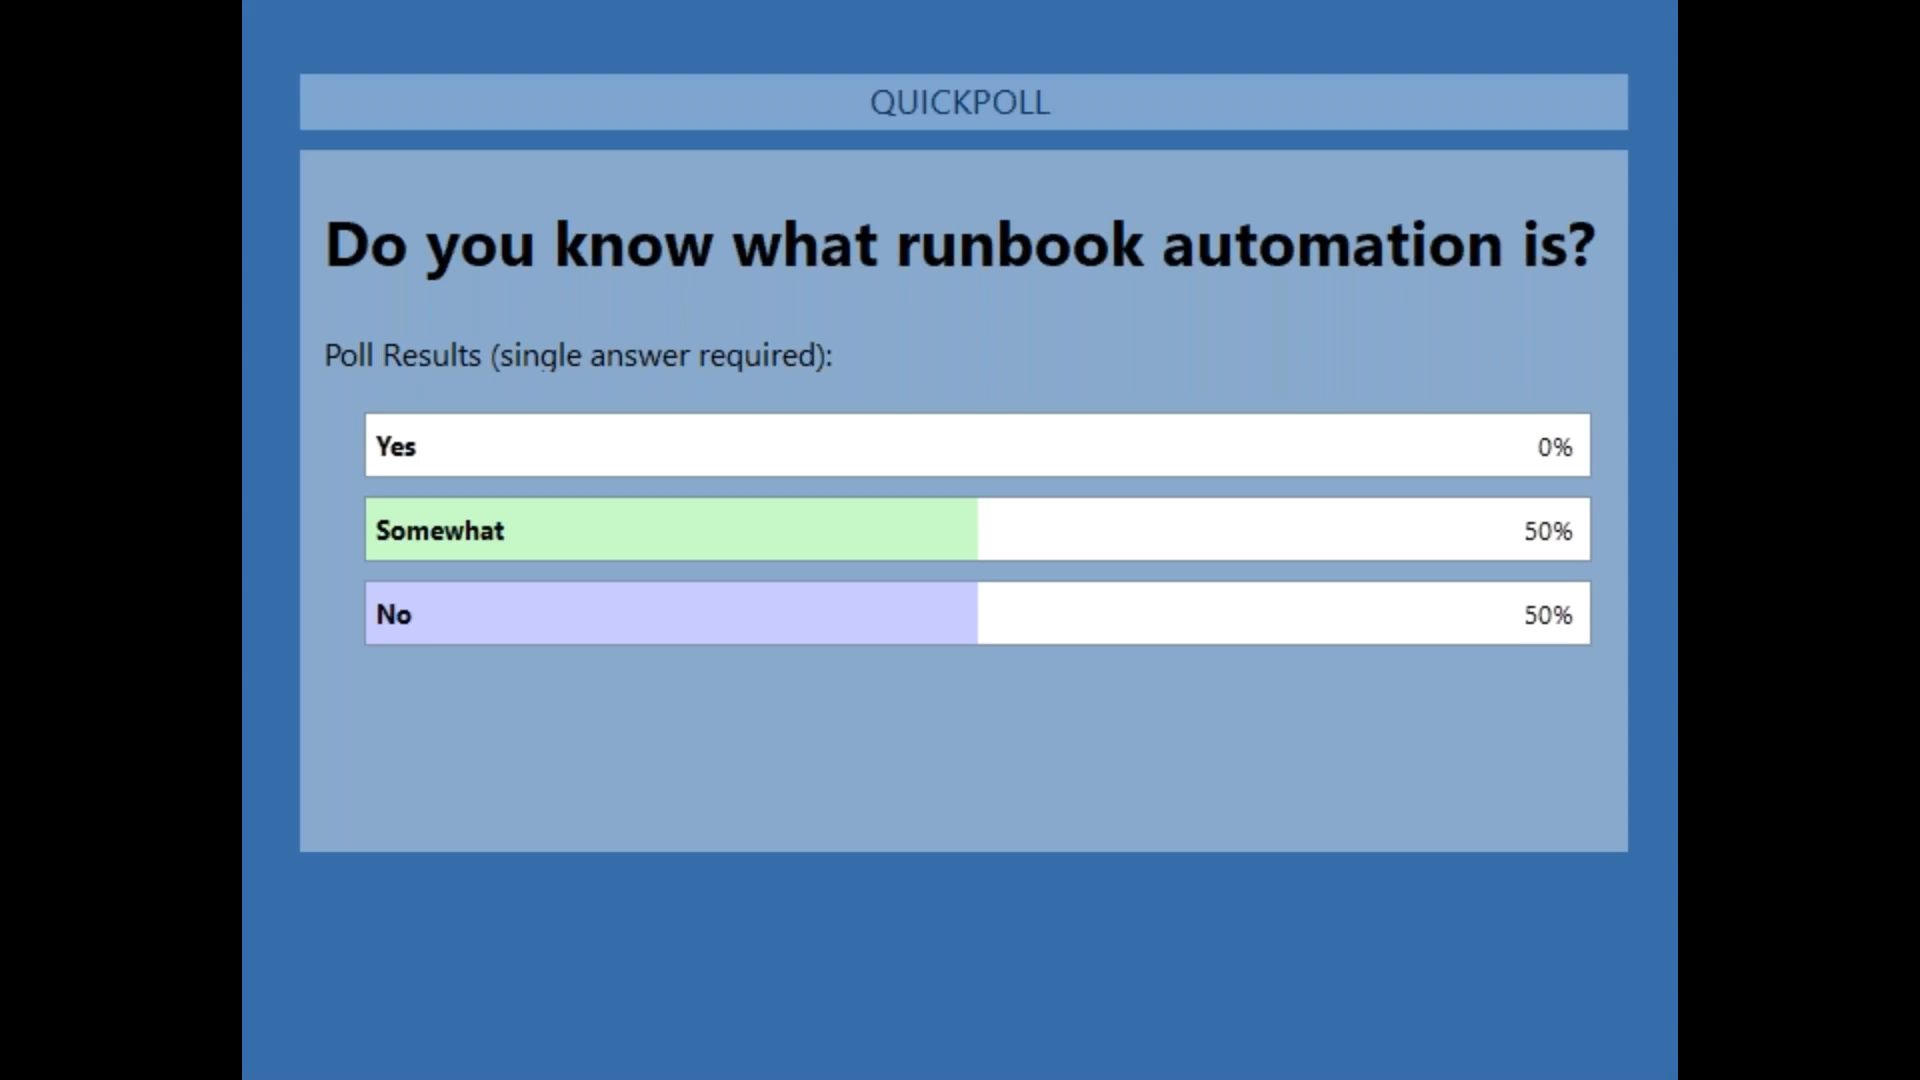 QUICKPOLL
Do you know what runbook automation is?
Poll Results (single answer required):
Yes 0%
Somewhat 50%
No 50%